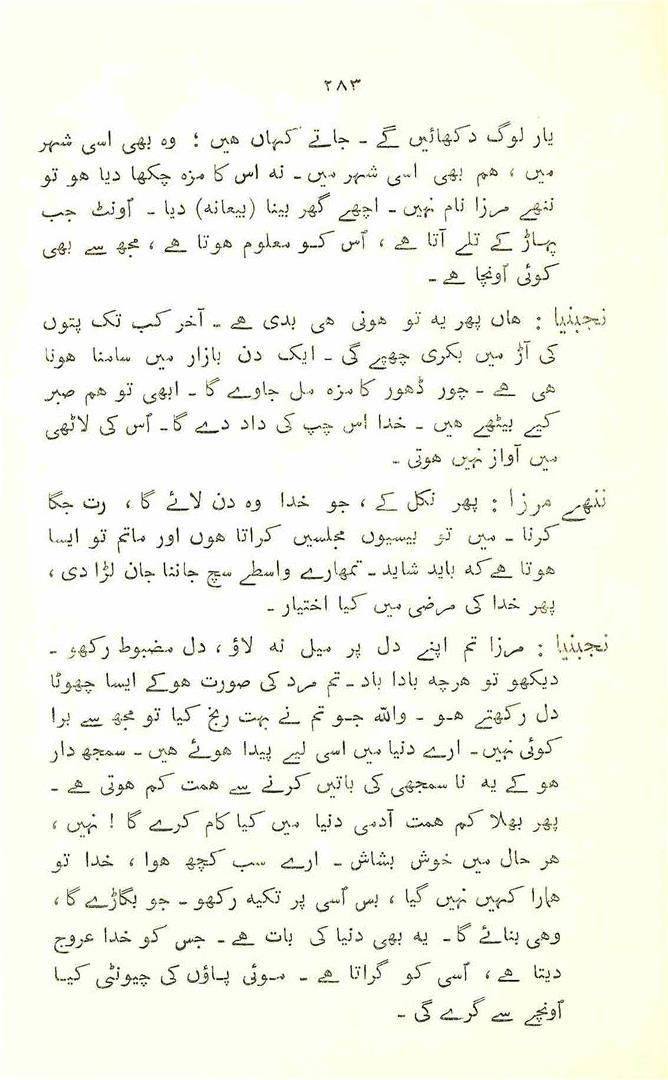 ۲۸۳
یار لوگ دکھائیں گے ۔ جاتے کہاں ہیں ؛ وہ بھی اسی شہر
میں ، ہم بھی اسی شہر میں ۔ نہ اس کا مزہ چکھا دیا ہو تو
ننھے مرزا نام نہیں ۔ اچھے گھر بینا (بیعانہ) دیا ۔ اُونٹ جب
پہاڑ کے تلے آتا ہے ، اُس کو معلوم ہوتا ہے ، مجھ سے بھی
کوئی اُونچا ہے ۔
نجبنیا : ہاں پھر یہ تو ہونی ہی بدی ہے ۔ آخر کب تک پتوں
کی آڑ میں بکری چھپے گی ۔ ایک دن بازار میں سامنا ہونا
ہی ہے ۔ چور ڈھور کا مزہ مل جاوے گا ۔ ابھی تو ہم صبر
کیے بیٹھے ہیں ۔ خدا اس چپ کی داد دے گا ۔ اُس کی لاٹھی
میں آواز نہیں ہوتی ۔
ننھے مرزا : پھر نکل کے ، جو خدا وہ دن لائے گا ، رت جگا
کرنا ۔ میں تو بیسیوں مجلسیں کراتا ہوں اور ماتم تو ایسا
ہوتا ہے کہ باید شاید ۔ تمھارے واسطے سچ جاننا جان لڑا دی ،
پھر خدا کی مرضی میں کیا اختیار ۔
نجبنیا : مرزا تم اپنے دل پر میل نہ لاؤ ، دل مضبوط رکھو ۔
دیکھو تو ہرچہ بادا باد ۔ تم مرد کی صورت ہوکے ایسا چھوٹا
دل رکھتے ہو ۔ واللہ جو تم نے بہت رنج کیا تو مجھ سے برا
کوئی نہیں ۔ ارے دنیا میں اسی لیے پیدا ہوئے ہیں ۔ سمجھ دار
ہو کے یہ نا سمجھی کی باتیں کرنے سے ہمت کم ہوتی ہے ۔
پھر بھلا کم ہمت آدمی دنیا میں کیا کام کرے گا ! نہیں ،
ہر حال میں خوش بشاش ۔ ارے سب کچھ ہوا ، خدا تو
ہمارا کہیں نہیں گیا ، بس اُسی پر تکیہ رکھو ۔ جو بگاڑے گا ،
وہی بنائے گا ۔ یہ بھی دنیا کی بات ہے ۔ جس کو خدا عروج
دیتا ہے ، اُسی کو گراتا ہے ۔ موئی پاؤں کی چیونٹی کیا
اُونچے سے گرے گی ۔